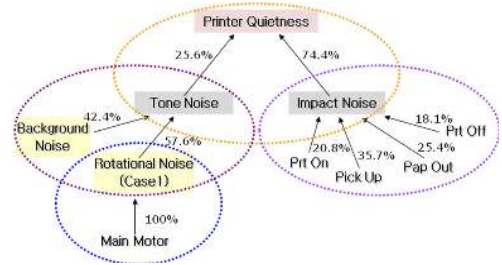 Printer Quietness
25.6%
74.4%
Tone Noise
Impact Noise
42.4%
18.1%
Background
Noise
57.6%
20.8%
35.7%
25.4%
Prt Off
Rotational Noise
(Case1)
Prt On
Pick Up
Pap Out
100%
Main Motor